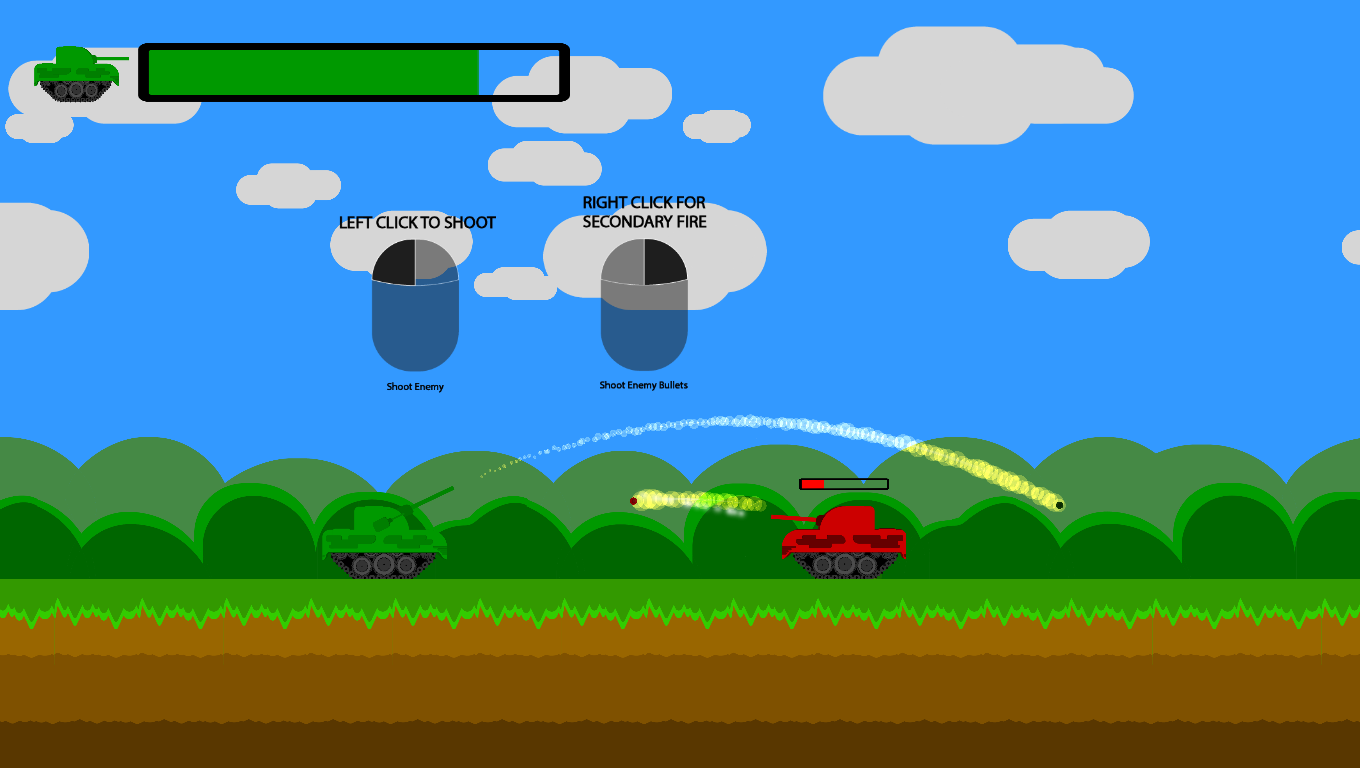 LEFT CLICK TO SHOOT
RIGHT CLICK FOR
SECONDARY FIRE
Shoot Enemy
Shoot Enemy Bullets